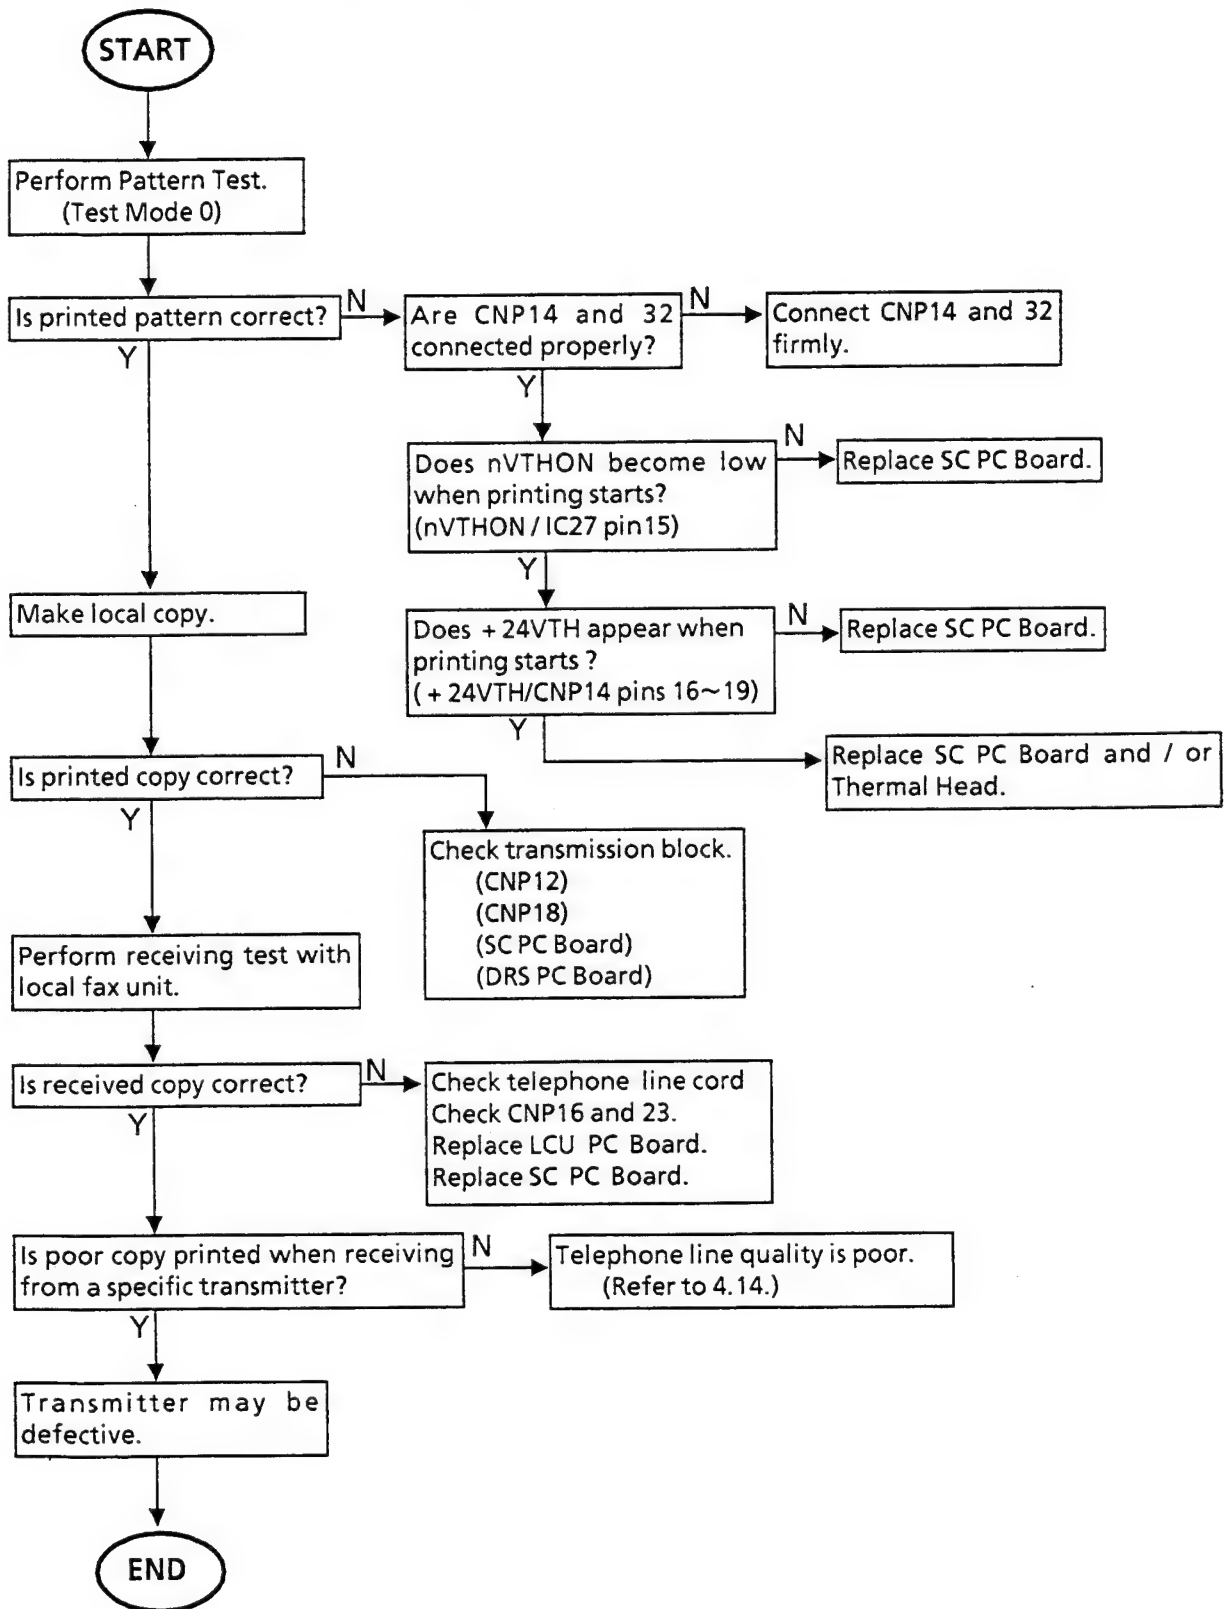 START
Perform Pattern Test.
(Test Mode 0)
Is printed pattern correct?
N
Are CNP14 and 32
connected properly?
N
Connect CNP14 and 32
firmly.
Y
Y
Does nVTHON become low
when printing starts?
(nVTHON / IC27 pin15)
N
Replace SC PC Board.
Y
Make local copy.
Does + 24VTH appear when
printing starts ?
( + 24VTH/CNP14 pins 16~19)
N
Replace SC PC Board.
Y
Replace SC PC Board and / or
Thermal Head.
Is printed copy correct?
N
Y
Check transmission block.
(CNP12)
(CNP18)
(SC PC Board)
(DRS PC Board)
Perform receiving test with
local fax unit.
Is received copy correct?
N
Check telephone line cord
Check CNP16 and 23.
Replace LCU PC Board.
Replace SC PC Board.
Y
Is poor copy printed when receiving
from a specific transmitter?
N
Telephone line quality is poor.
(Refer to 4.14.)
Y
Transmitter may be
defective.
END